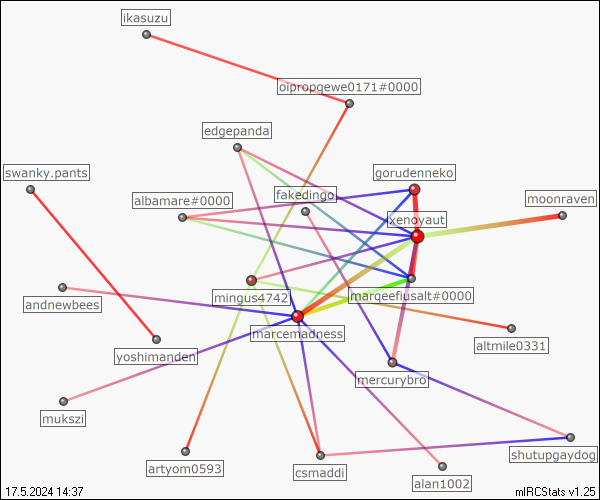 ikasuzu
oipropqewe0171#0000
edgepanda
swanky.pants
gorudenneko
fakedingo
albamare#0000
moonraven
xenoyaut
mingus4742
marqeefiusalt#0000
andnewbees
marcemadness
altmile0331
yoshimanden
mercurybro
mukszi
shutupgaydog
artyom0593
csmaddi
alan1002
17.5.2024 14:37
mIRCStats v1.25